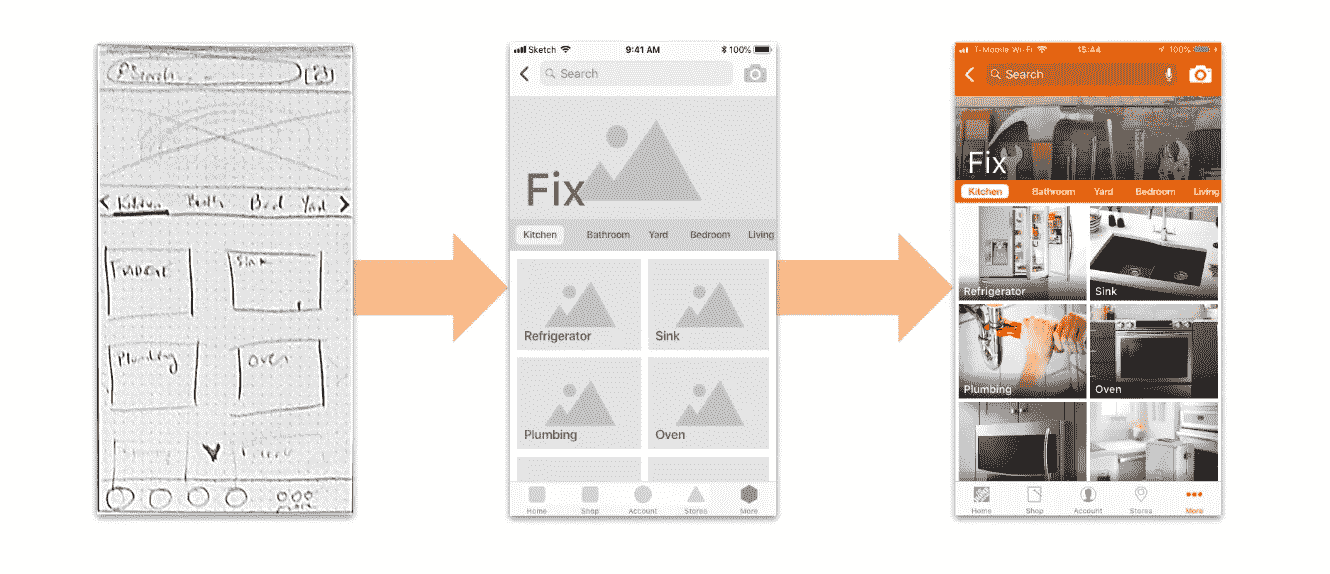 Search
Kitchen Bath Bed Yard
Sink
Plumbing Oven
more
Sketch 9:41 AM 100%
Search
Fix
Kitchen Bathroom Yard Bedroom Living
Refrigerator Sink
Plumbing Oven
Home Shop Account Stores More
T-Mobile Wi-Fi 15:44 100%
Search
Fix
Kitchen Bathroom Yard Bedroom Living
Refrigerator Sink
Plumbing Oven
Home Shop Account Stores More